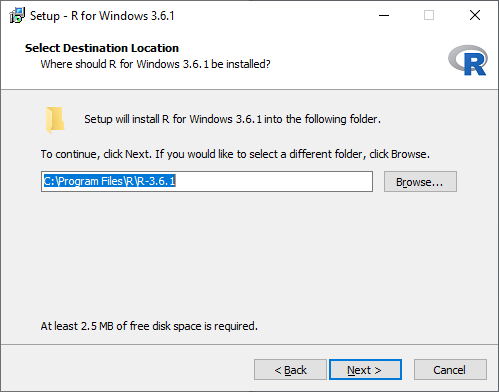 Setup - R for Windows 3.6.1
Select Destination Location
Where should R for Windows 3.6.1 be installed?
R
Setup will install R for Windows 3.6.1 into the following folder.
To continue, click Next. If you would like to select a different folder, click Browse.
C:\Program Files\R\R-3.6.1
Browse...
At least 2.5 MB of free disk space is required.
< Back
Next >
Cancel